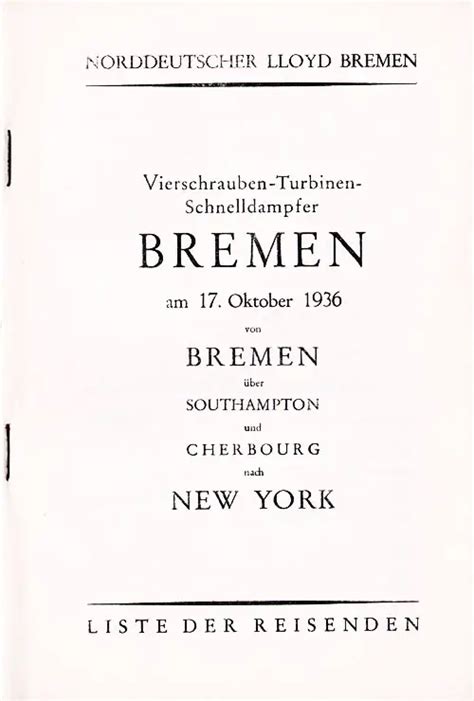 NORDDEUTSCHER LLOYD BREMEN
Vierschrauben-Turbinen-
Schnelldampfer
BREMEN
am 17. Oktober 1936
von
BREMEN
über
SOUTHAMPTON
und
CHERBOURG
nach
NEW YORK
LISTE DER REISENDEN